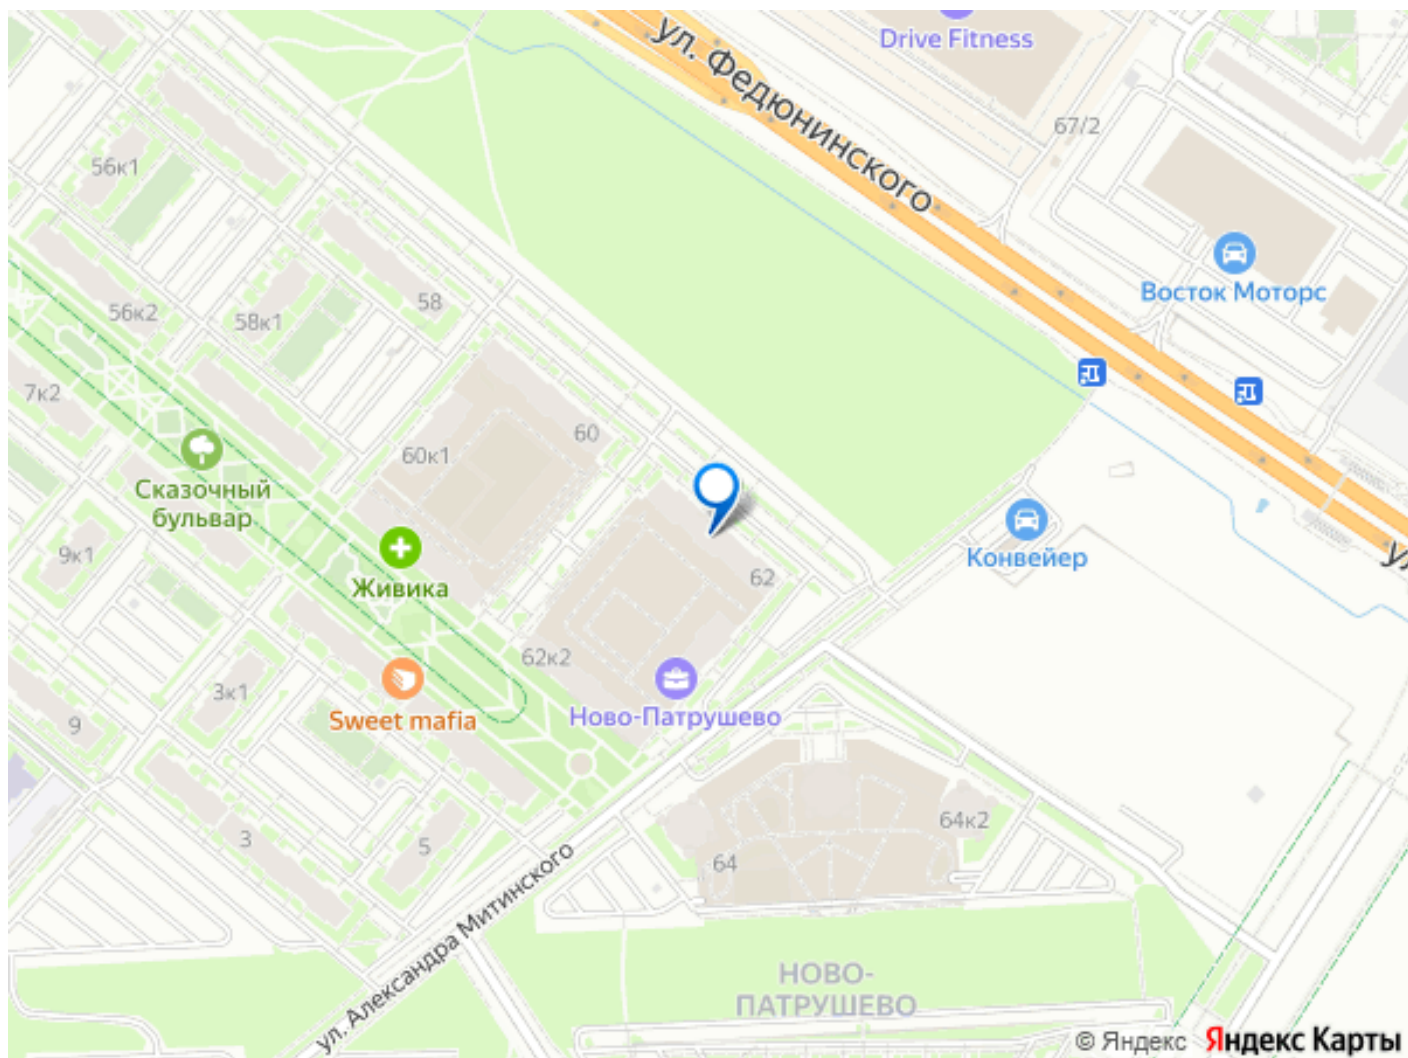 Drive Fitness
ул. Федюнинского
67/2
56к1
Восток Моторс
58
56к2
58к1
7к2
60
60к1
Сказочный
бульвар
9к1
Живика
Конвейер
62
62к2
3к1
Sweet mafia
9
Ново-Патрушево
3
5
64к2
64
ул. Александра Митинского
НОВО-
ПАТРУШЕВО
© Яндекс Яндекс Карты